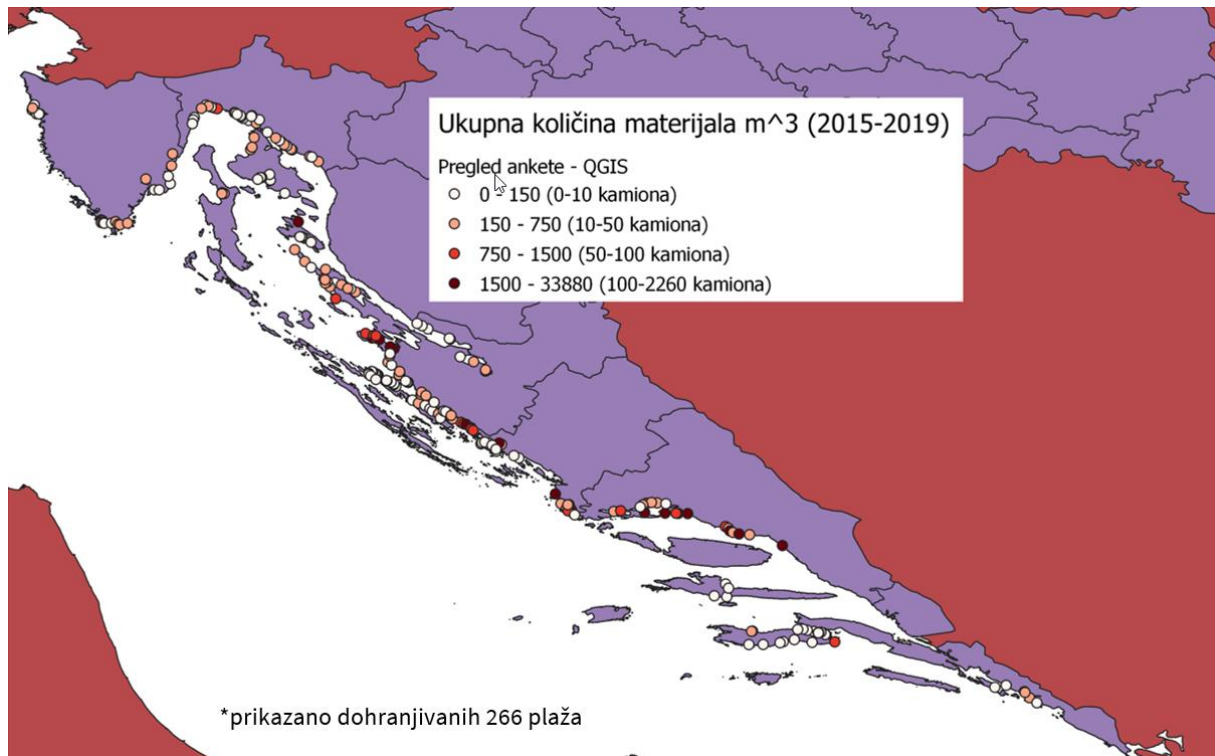 Ukupna količina materijala m^3 (2015-2019)
Pregled ankete - QGIS
0 - 150 (0-10 kamiona)
150 - 750 (10-50 kamiona)
750 - 1500 (50-100 kamiona)
1500 - 33880 (100-2260 kamiona)
*prikazano dohranjivanih 266 plaža